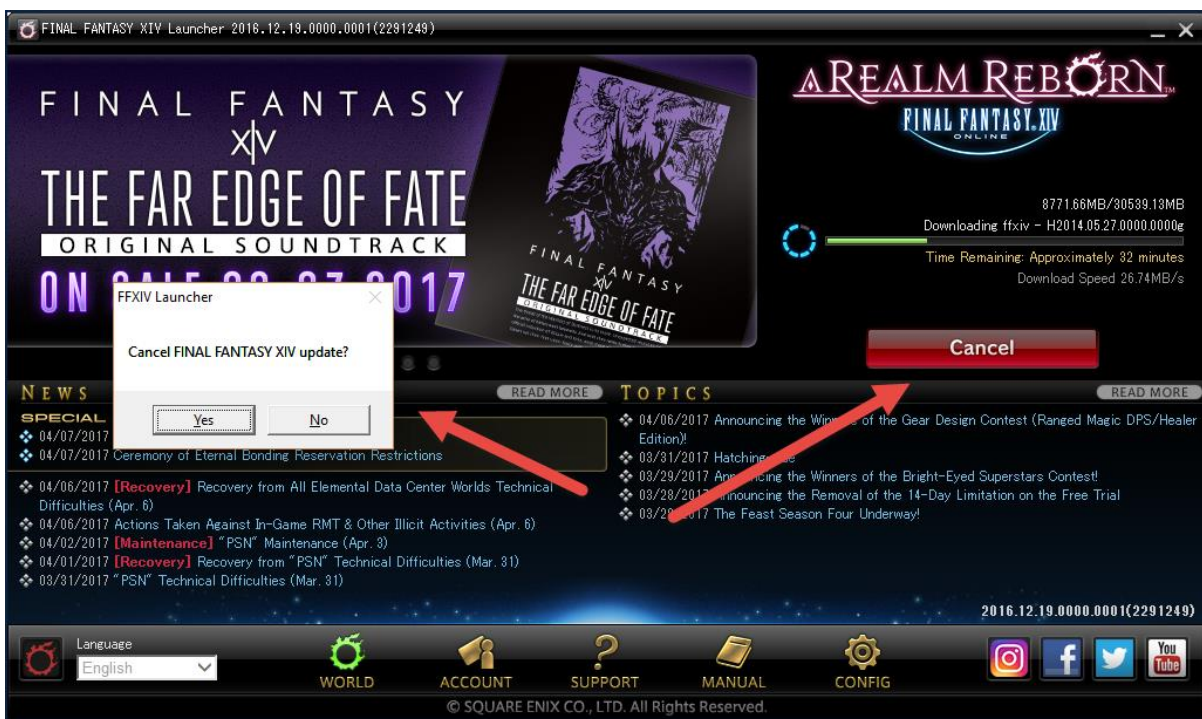 FINAL FANTASY XIV Launcher 2016.12.19.0000.0001(2291249)
FINAL FANTASY
XIV
THE FAR EDGE OF FATE
ORIGINAL SOUNDTRACK
ON 2017
FINAL FANTASY
XIV
THE FAR EDGE OF FATE
A REALM REBORN™
FINAL FANTASY. XIV
ONLINE
8771.66MB/30539.13MB
Downloading ffxiv - H2014.05.27.0000.0000g
Time Remaining: Approximately 32 minutes
Download Speed 26.74MB/s
Cancel
FFXIV Launcher
Cancel FINAL FANTASY XIV update?
Yes
No
NEWS
READ MORE
SPECIAL
04/07/2017
04/07/2017 Ceremony of Eternal Bonding Reservation Restrictions
04/06/2017 [Recovery] Recovery from All Elemental Data Center Worlds Technical
Difficulties (Apr. 6)
04/06/2017 Actions Taken Against In-Game RMT & Other Illicit Activities (Apr. 6)
04/02/2017 [Maintenance] "PSN" Maintenance (Apr. 3)
04/01/2017 [Recovery] Recovery from "PSN" Technical Difficulties (Mar. 31)
03/31/2017 "PSN" Technical Difficulties (Mar. 31)
TOPICS
READ MORE
04/06/2017 Announcing the Winners of the Gear Design Contest (Ranged Magic DPS/Healer
Edition)!
03/31/2017
03/29/2017 Announcing the Winners of the Bright-Eyed Superstars Contest!
03/28/2017 Announcing the Removal of the 14-Day Limitation on the Free Trial
The Feast Season Four Underway!
2016.12.19.0000.0001(2291249)
Language
English
WORLD
ACCOUNT
SUPPORT
MANUAL
CONFIG
You
Tube
© SQUARE ENIX CO., LTD. All Rights Reserved.